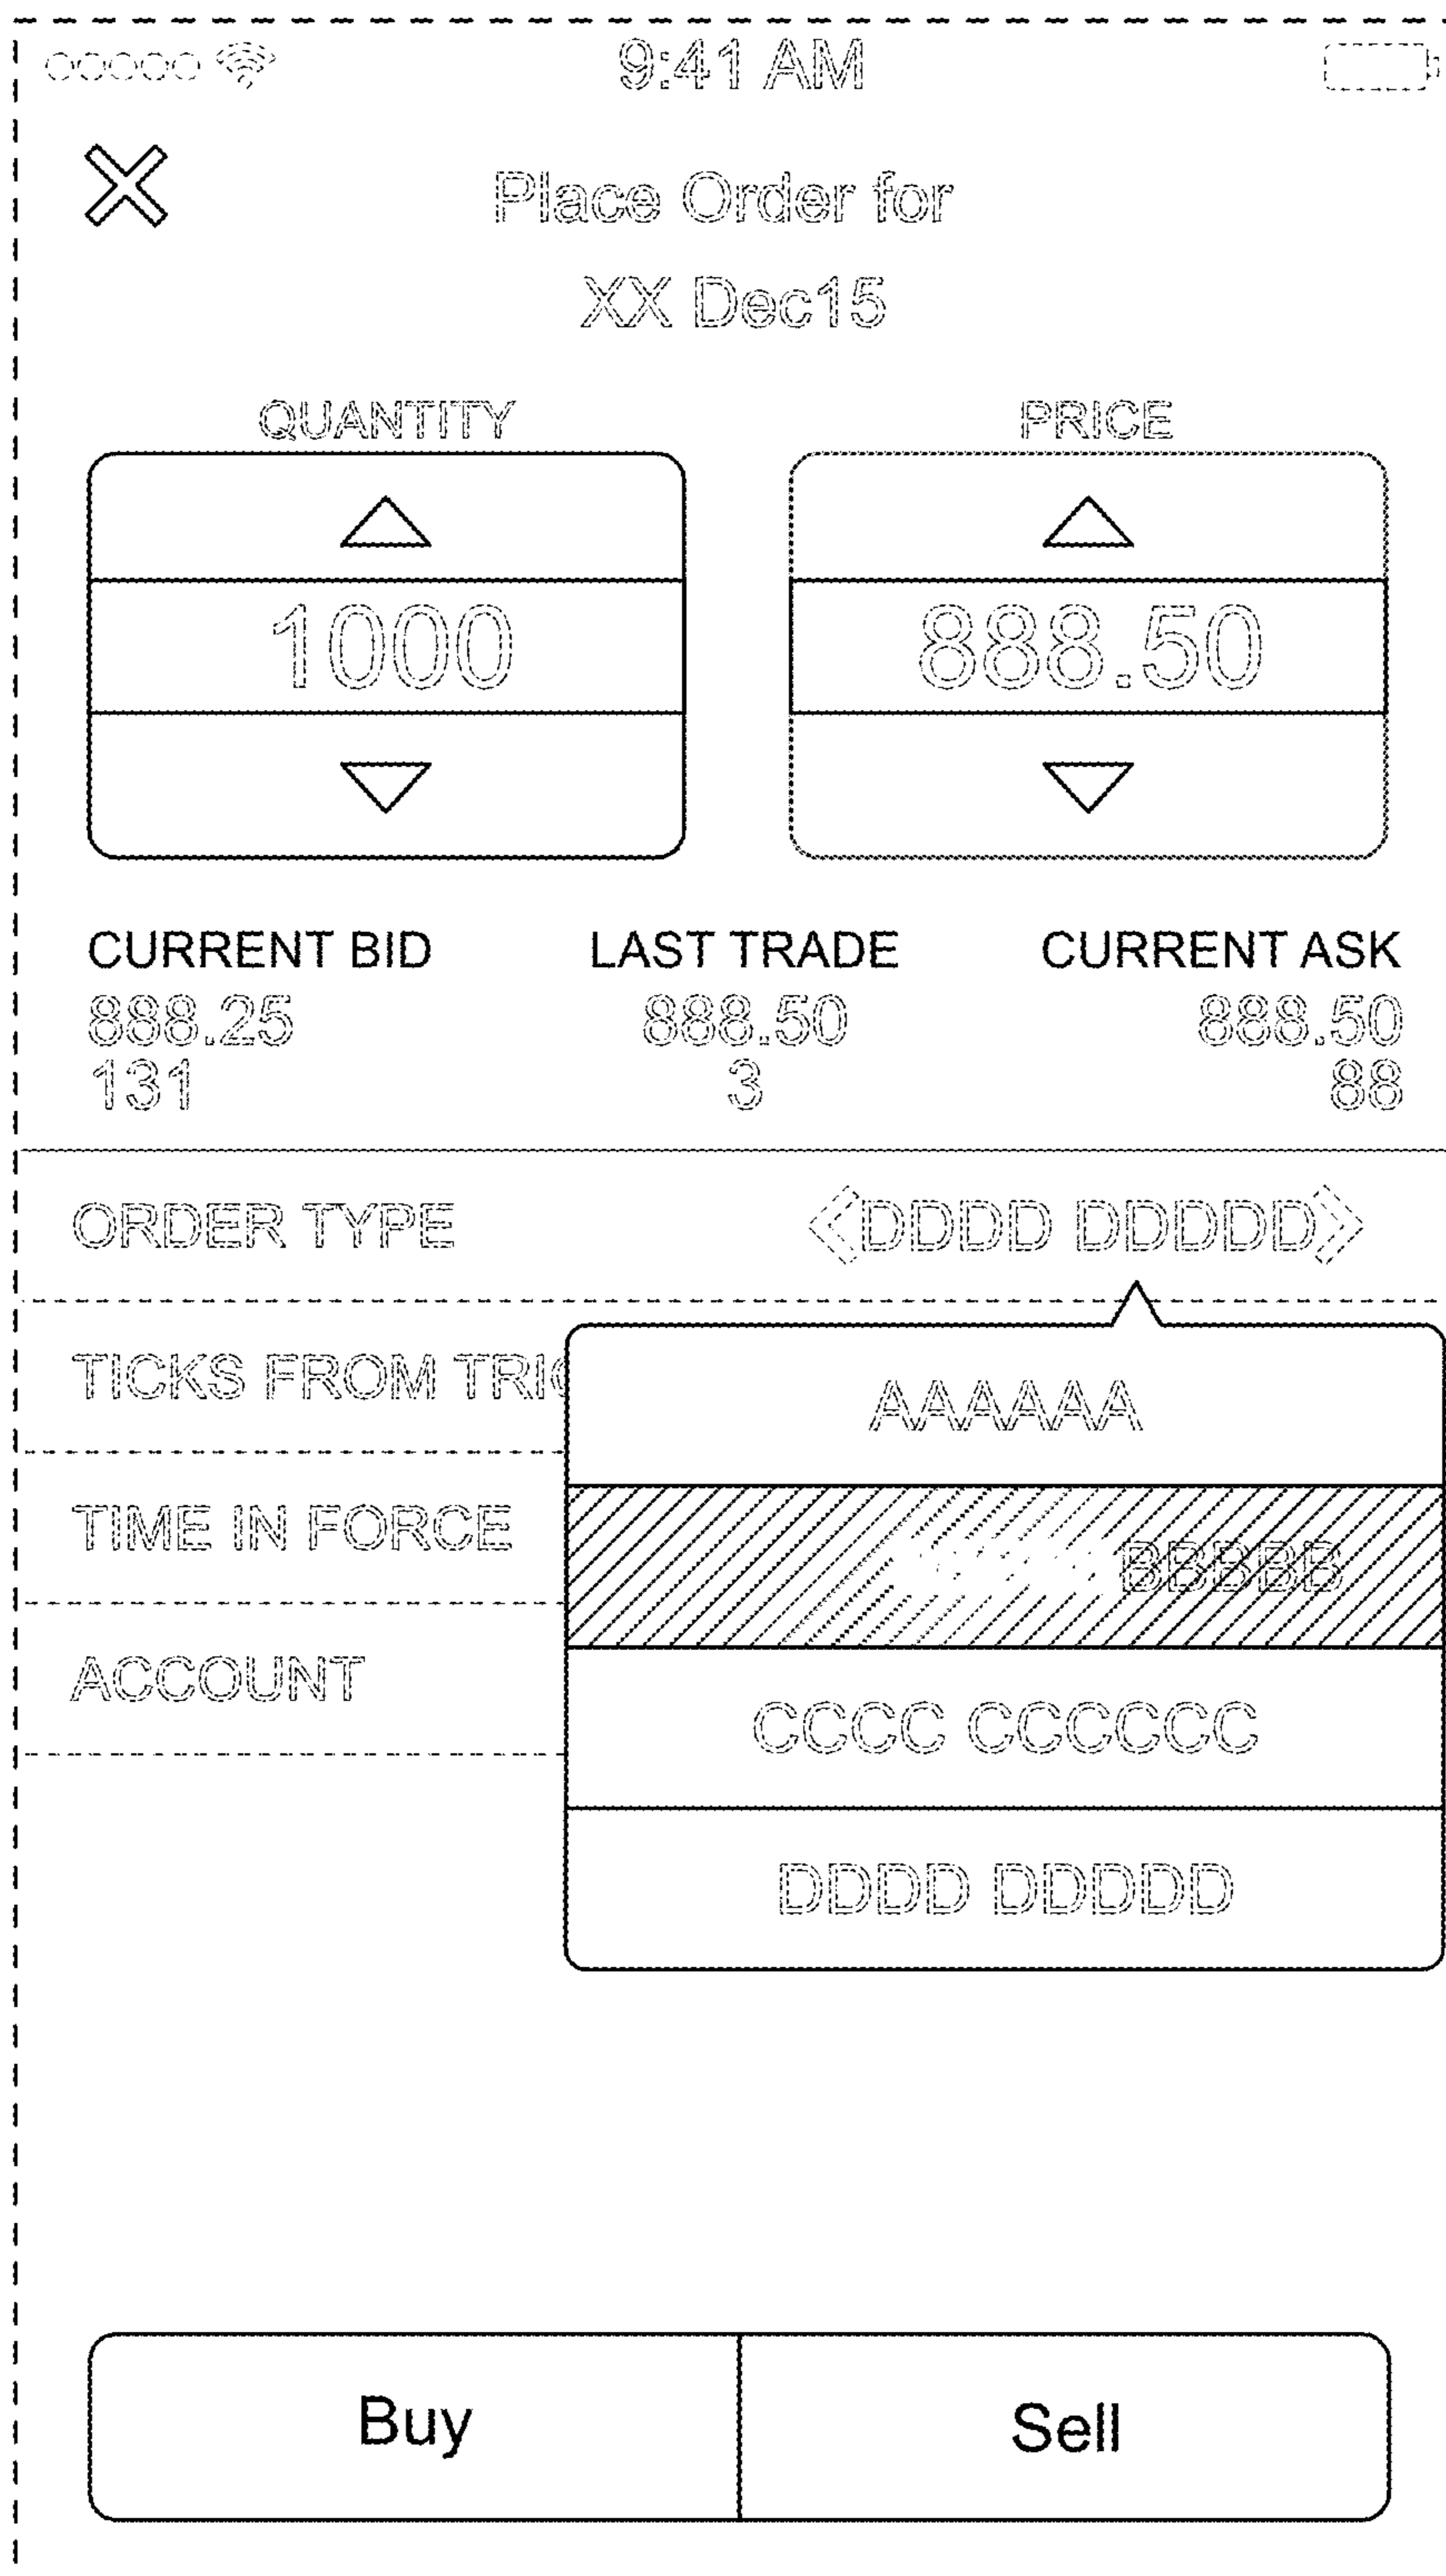 9:41 AM
Place Order for
XX Dec15
QUANTITY PRICE
1000 888.50
CURRENT BID LAST TRADE CURRENT ASK
888.25 888.50 888.50
131 3 88
ORDER TYPE <DDDD DDDDD>
TICKS FROM
AAAAAA
TIME IN FORCE BBBBB
ACCOUNT
CCCC CCCCCC
DDDD DDDDD
Buy Sell